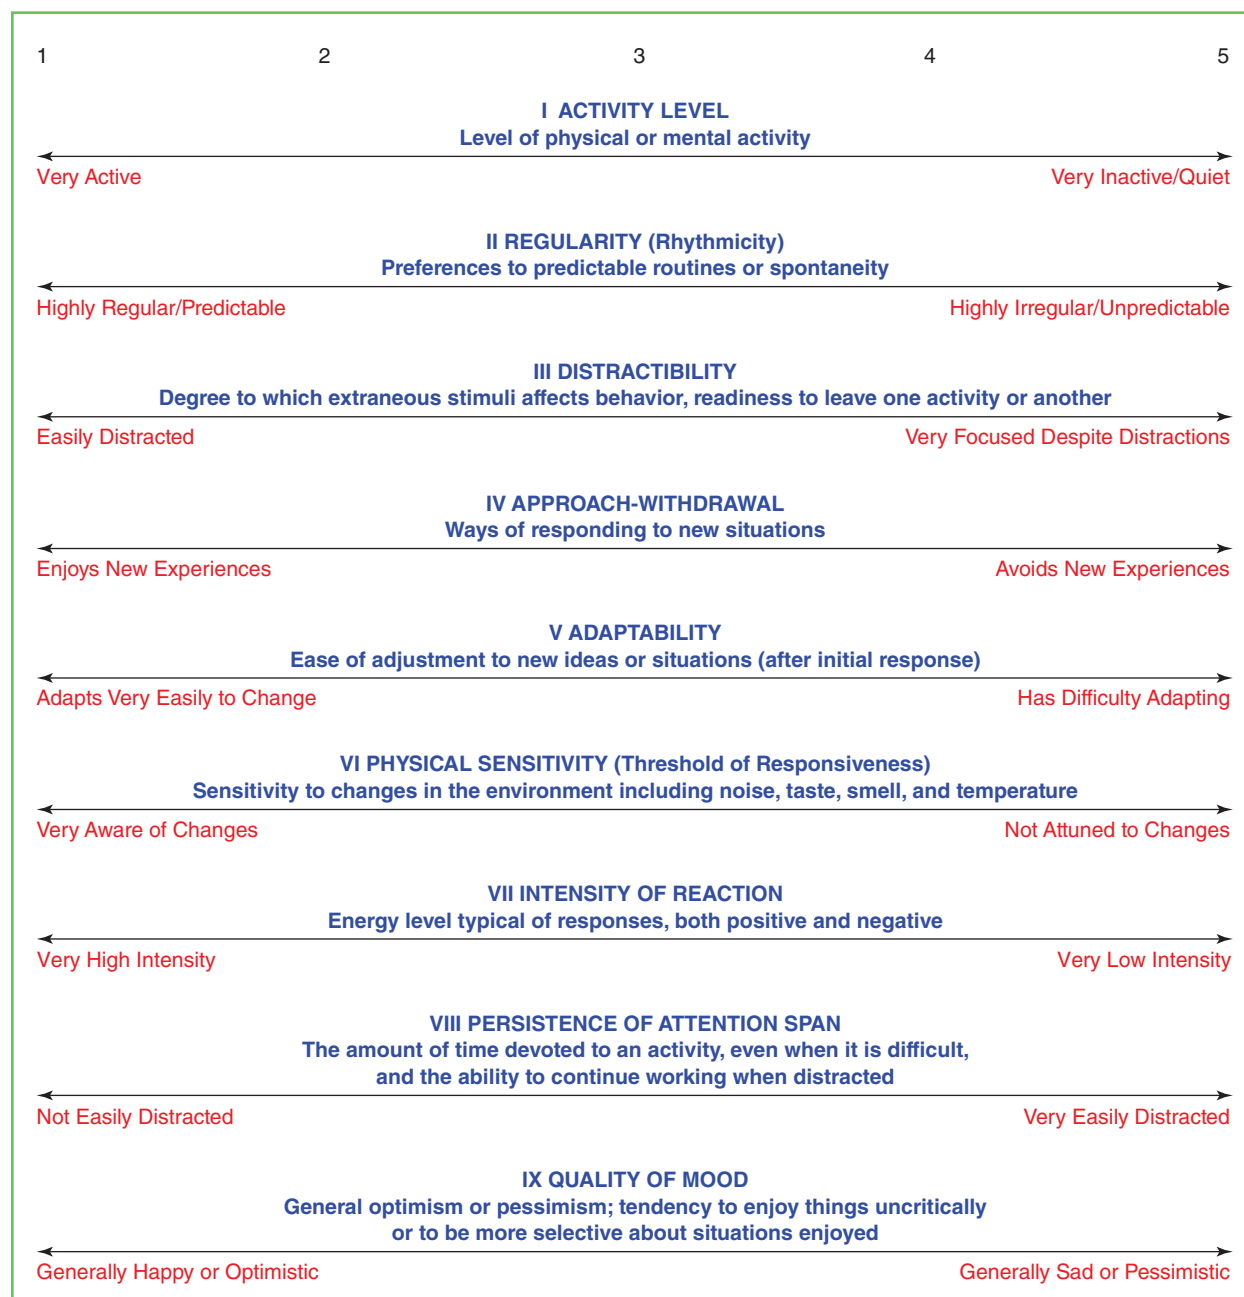 1 2 3 4 5
I ACTIVITY LEVEL
Level of physical or mental activity
Very Active Very Inactive/Quiet
II REGULARITY (Rhythmicity)
Preferences to predictable routines or spontaneity
Highly Regular/Predictable Highly Irregular/Unpredictable
III DISTRACTIBILITY
Degree to which extraneous stimuli affects behavior, readiness to leave one activity or another
Easily Distracted Very Focused Despite Distractions
IV APPROACH-WITHDRAWAL
Ways of responding to new situations
Enjoys New Experiences Avoids New Experiences
V ADAPTABILITY
Ease of adjustment to new ideas or situations (after initial response)
Adapts Very Easily to Change Has Difficulty Adapting
VI PHYSICAL SENSITIVITY (Threshold of Responsiveness)
Sensitivity to changes in the environment including noise, taste, smell, and temperature
Very Aware of Changes Not Attuned to Changes
VII INTENSITY OF REACTION
Energy level typical of responses, both positive and negative
Very High Intensity Very Low Intensity
VIII PERSISTENCE OF ATTENTION SPAN
The amount of time devoted to an activity, even when it is difficult,
and the ability to continue working when distracted
Not Easily Distracted Very Easily Distracted
IX QUALITY OF MOOD
General optimism or pessimism; tendency to enjoy things uncritically
or to be more selective about situations enjoyed
Generally Happy or Optimistic Generally Sad or Pessimistic